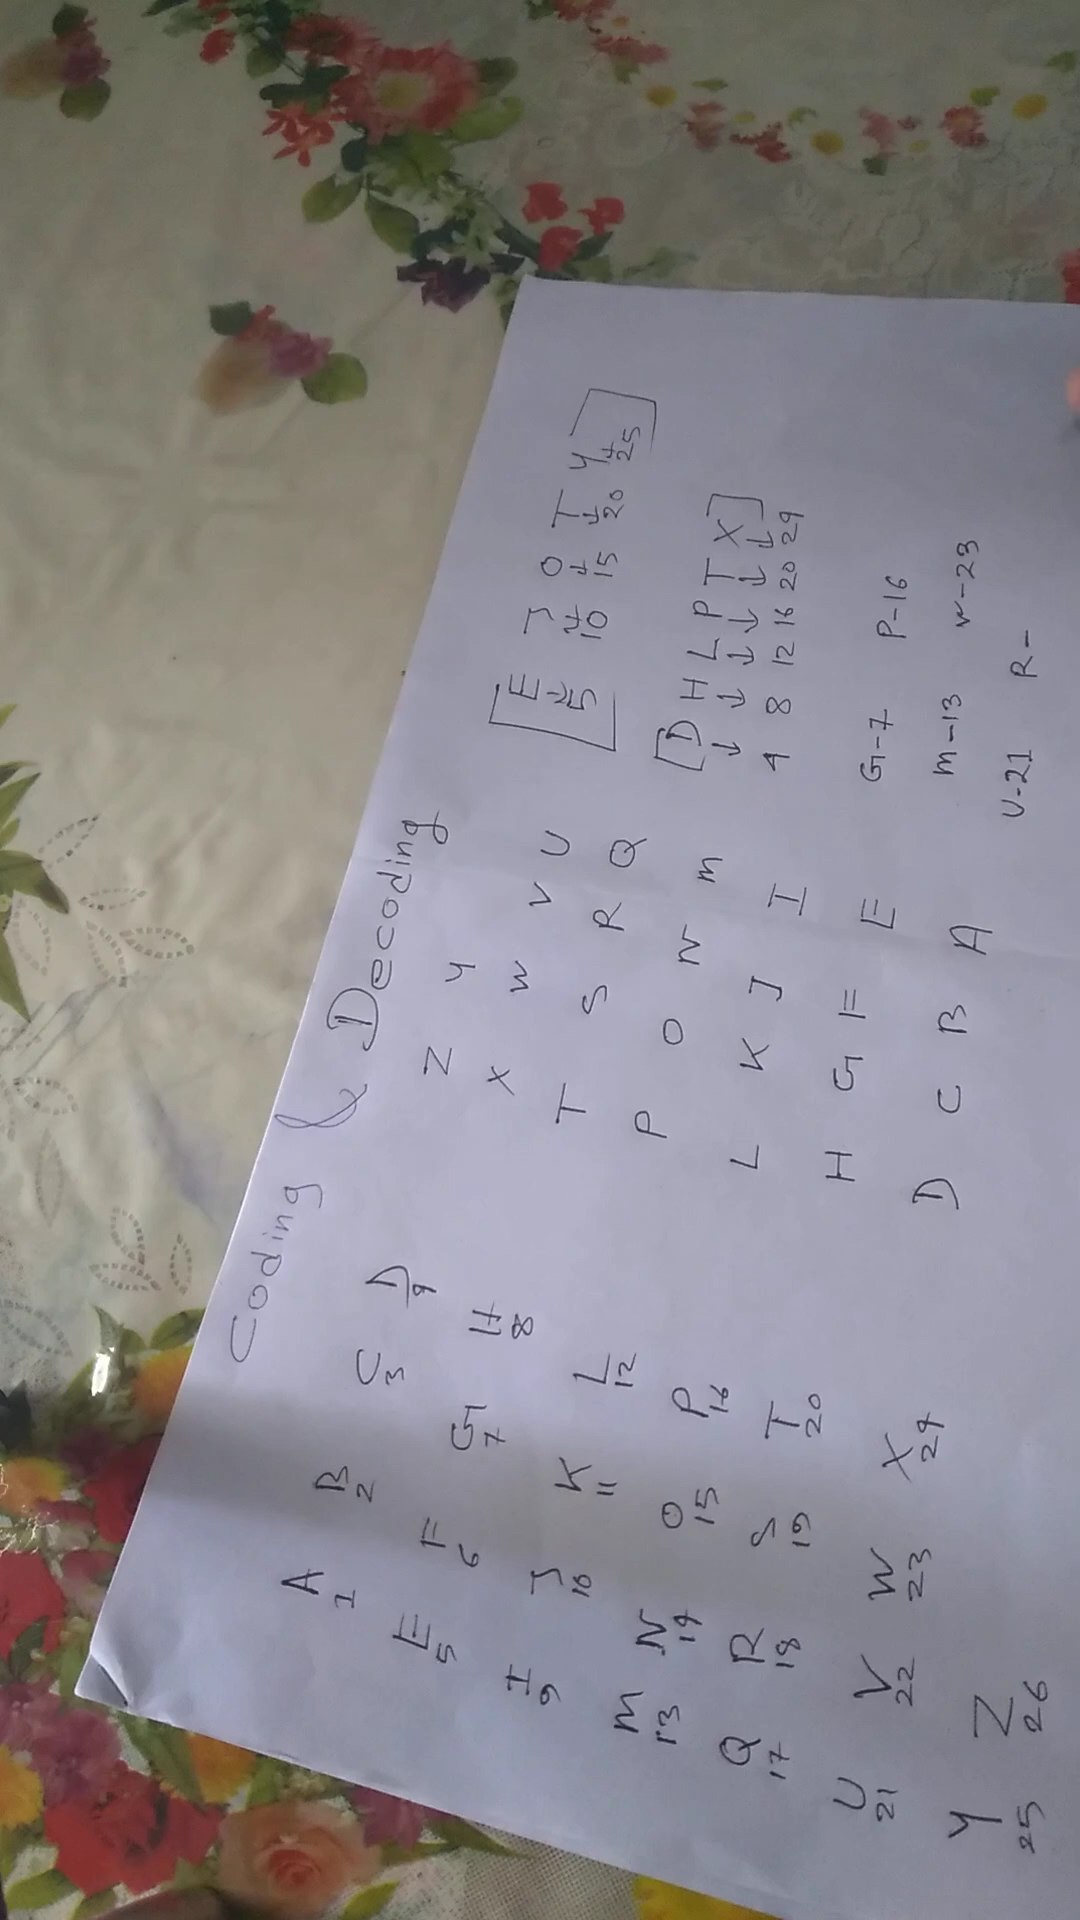 Coding & Decoding
A B C D
1 2 3 4
E F G H
5 6 7 8
I J K L
9 10 11 12
M N O P
13 14 15 16
Q R S T
17 18 19 20
U V W X
21 22 23 24
Y Z
25 26
Z Y
X W V U
T S R Q
P O N M
L K J I
H G F E
D C B A
[E J O T Y]
↓ ↓ ↓ ↓ ↓
5 10 15 20 25
[D H L P T X]
↓ ↓ ↓ ↓ ↓ ↓
4 8 12 16 20 24
G-7 P-16
M-13 W-23
U-21 R-